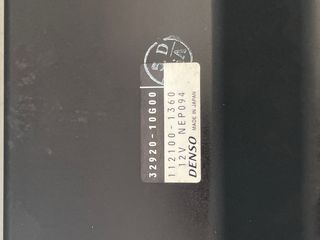 32920-10G00
112100-1360
12V NEP094
DENSO MADE IN JAPAN